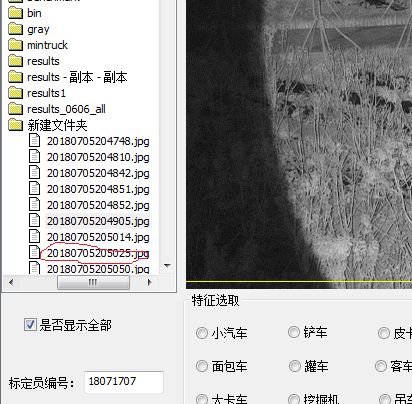 bin
gray
mintruck
results
results - 副本 - 副本
results1
results_0606_all
新建文件夹
20180705204748.jpg
20180705204810.jpg
20180705204842.jpg
20180705204851.jpg
20180705204852.jpg
20180705204905.jpg
20180705205014.jpg
20180705205025.jpg
20180705205050.jpg
是否显示全部
标定员编号： 18071707
特征选取
小汽车 铲车 皮卡
面包车 罐车 客车
大卡车 挖掘机 吊车